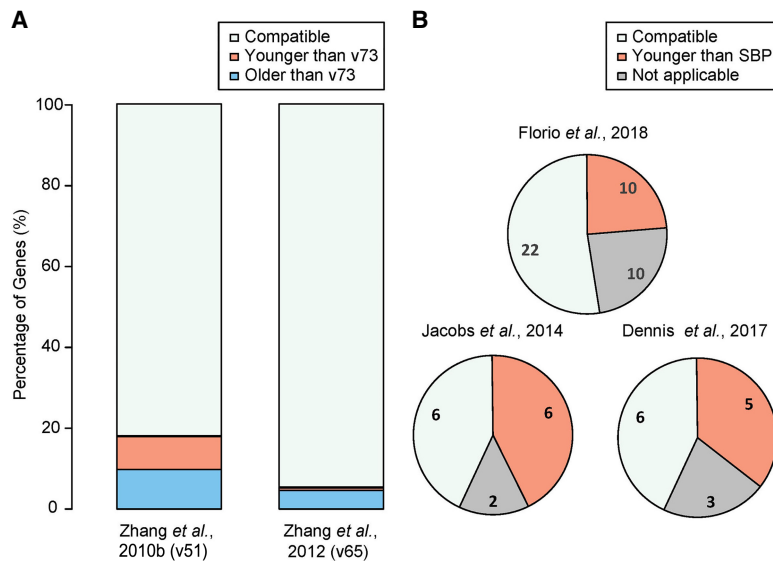 A
Compatible
Younger than v73
Older than v73
Percentage of Genes (%)
100
80
60
40
20
0
Zhang et al.,
2010b (v51)
Zhang et al.,
2012 (v65)
B
Compatible
Younger than SBP
Not applicable
Florio et al., 2018
10
22
10
Jacobs et al., 2014
6
6
2
Dennis et al., 2017
6
5
3